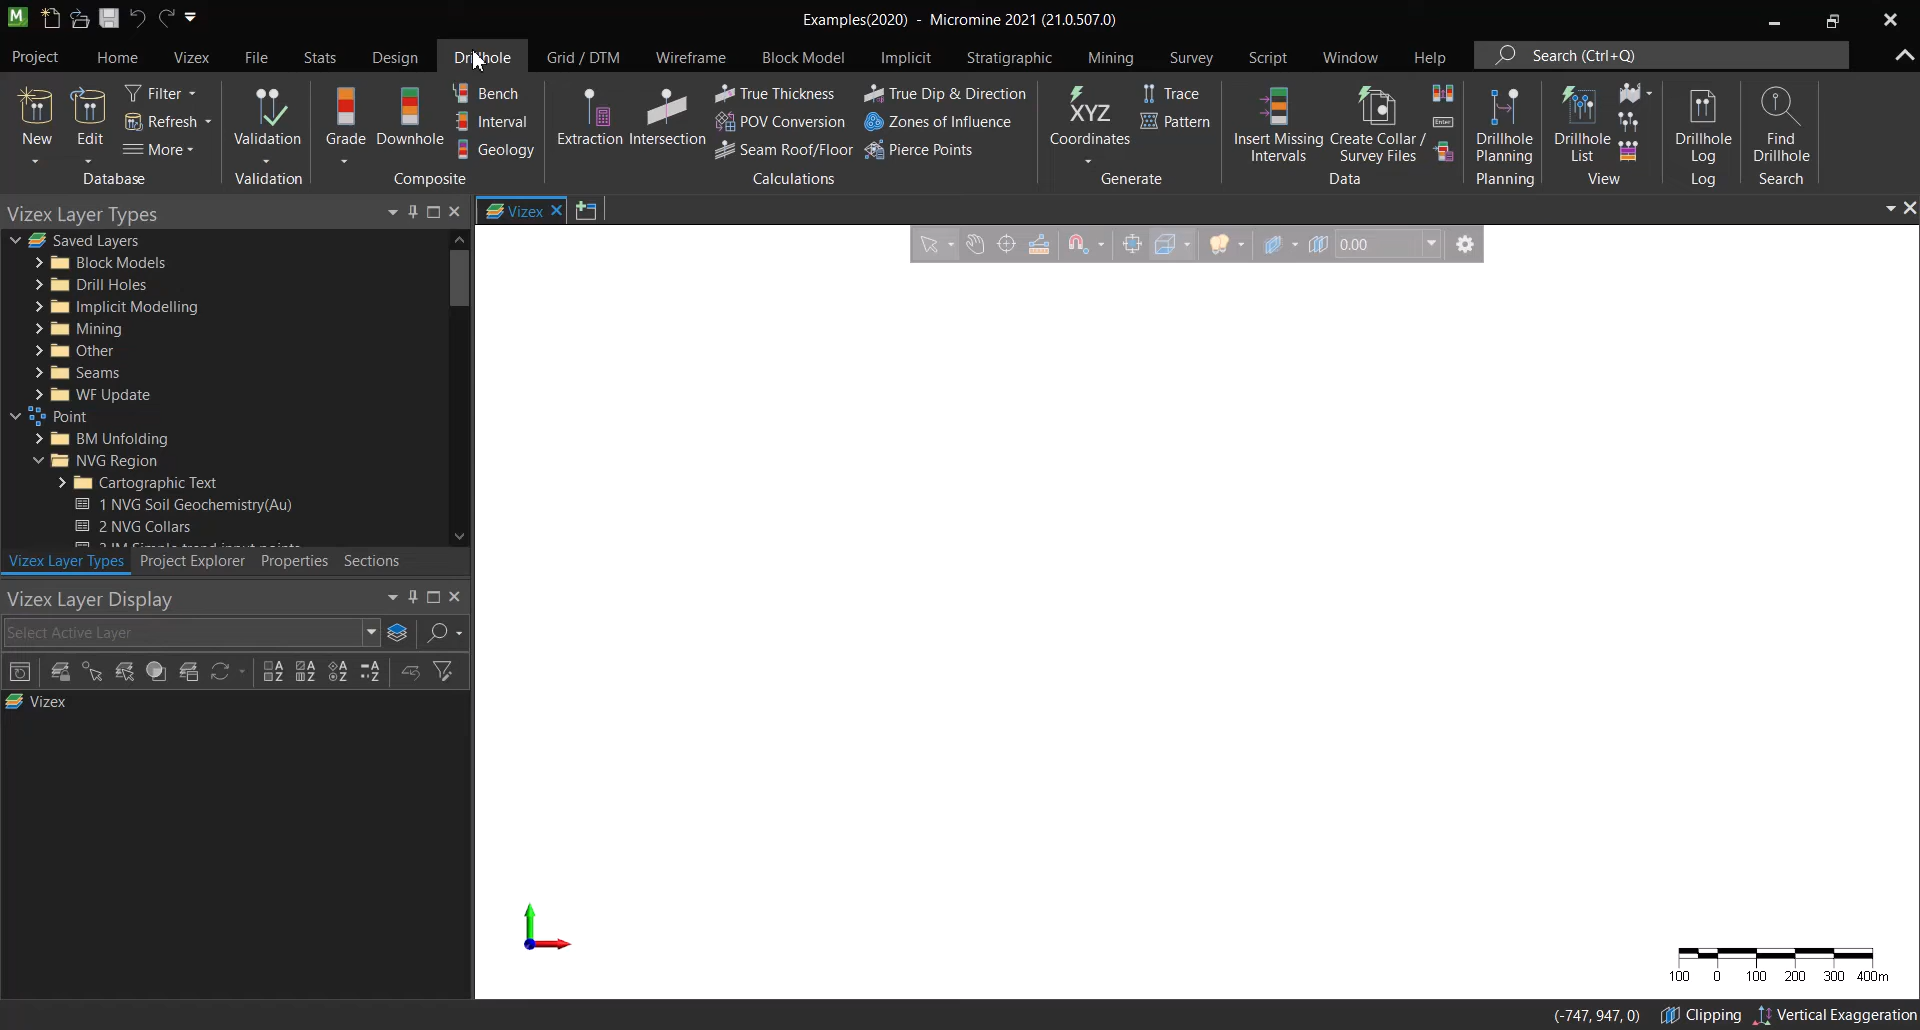 Examples(2020) - Micromine 2021 (21.0.507.0)
Project Home Vizex File Stats Design Drillhole Grid / DTM Wireframe Block Model Implicit Stratigraphic Mining Survey Script Window Help Search (Ctrl+Q)
New Edit Filter Refresh More Database
Validation Validation
Grade Downhole Bench Interval Geology Composite
Extraction Intersection True Thickness POV Conversion Seam Roof/Floor True Dip & Direction Zones of Influence Pierce Points Calculations
XYZ Coordinates Trace Pattern Generate
Insert Missing Intervals Create Collar / Survey Files Enter Data
Drillhole Planning Planning
Drillhole List View
Drillhole Log Log
Find Drillhole Search
Vizex Layer Types
Saved Layers
Block Models
Drill Holes
Implicit Modelling
Mining
Other
Seams
WF Update
Point
BM Unfolding
NVG Region
Cartographic Text
1 NVG Soil Geochemistry(Au)
2 NVG Collars
Vizex Layer Types Project Explorer Properties Sections
Vizex Layer Display
Select Active Layer
Vizex
Vizex
0.00
100 0 100 200 300 400m
(-747, 947, 0) Clipping Vertical Exaggeration